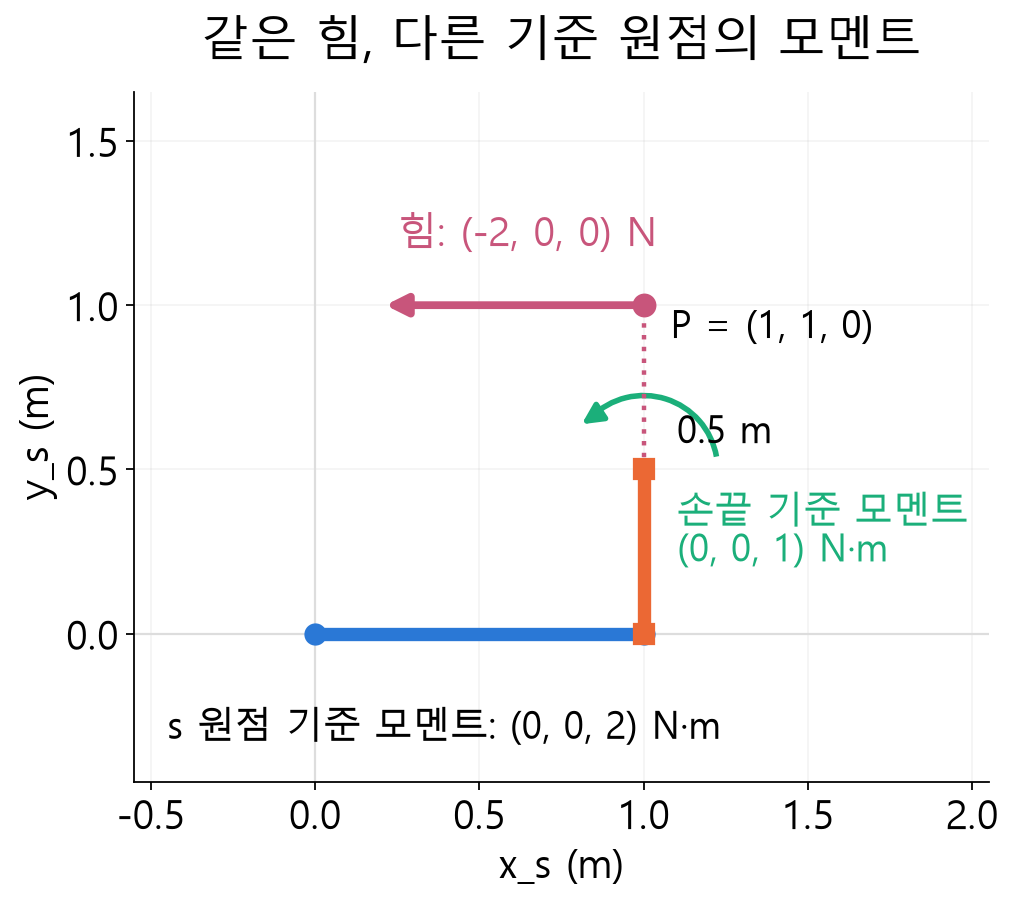 같은 힘, 다른 기준 원점의 모멘트
1.5
힘: (-2, 0, 0) N
1.0
P = (1, 1, 0)
0.5 m
y_s (m)
0.5
손끝 기준 모멘트
(0, 0, 1) N·m
0.0
s 원점 기준 모멘트: (0, 0, 2) N·m
-0.5 0.0 0.5 1.0 1.5 2.0
x_s (m)